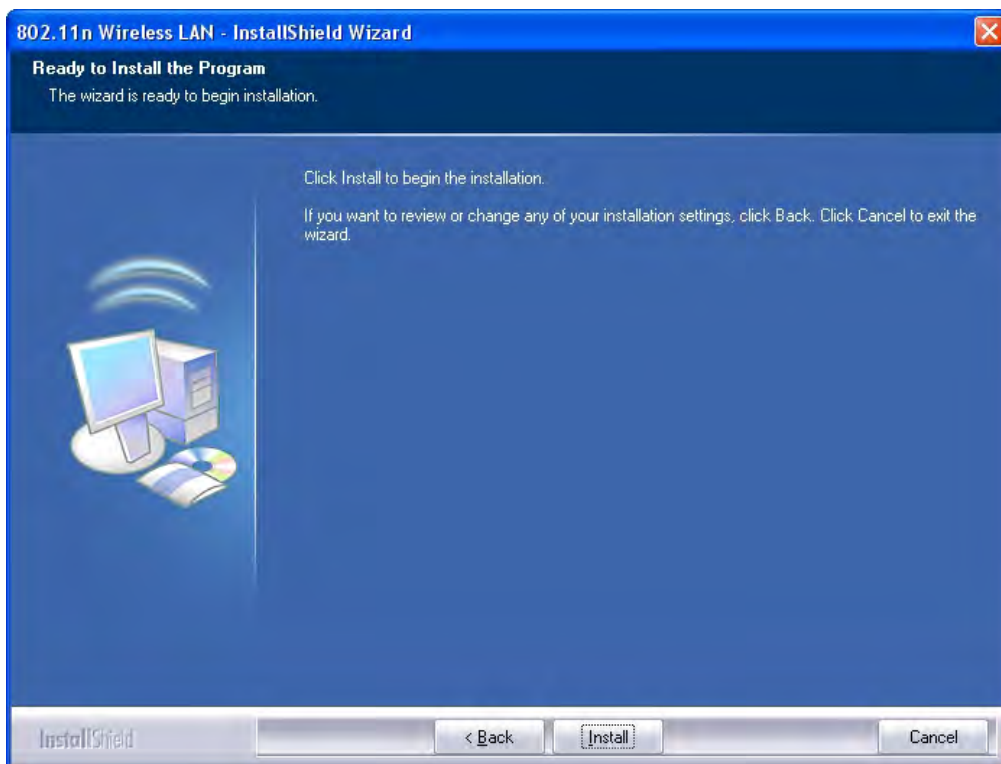 802.11n Wireless LAN - InstallShield Wizard
Ready to Install the Program
The wizard is ready to begin installation.
Click Install to begin the installation.
If you want to review or change any of your installation settings, click Back. Click Cancel to exit the
wizard.
InstallShield
< Back
Install
Cancel